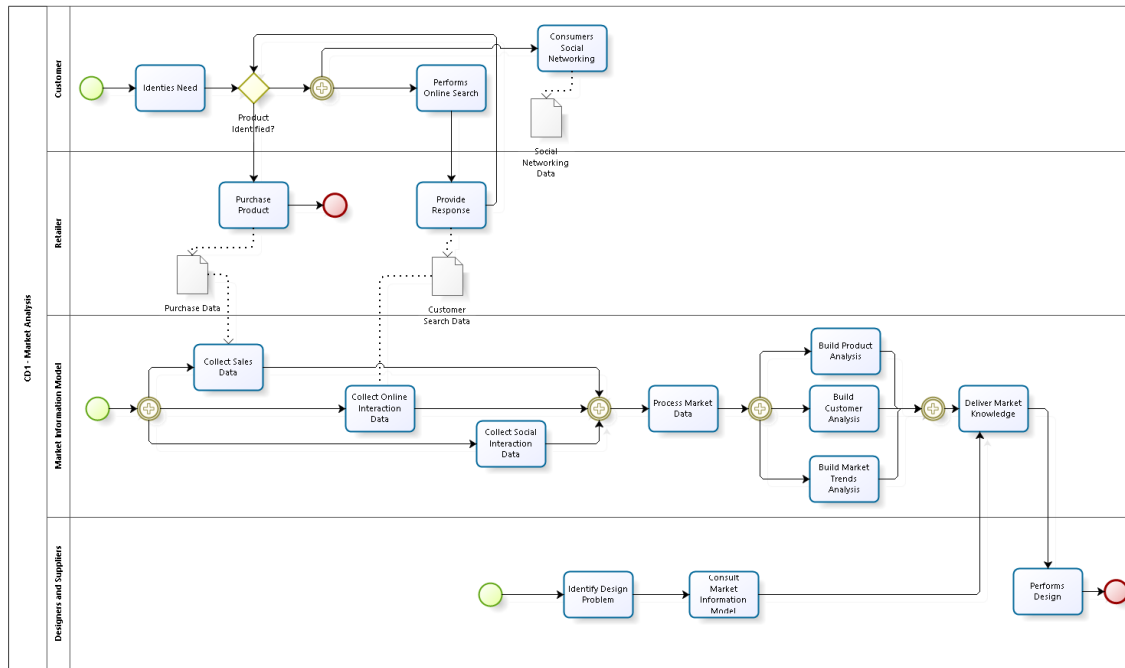 CD1 - Market Analysis
Customer
Identies Need
Product
Identified?
Performs
Online Search
Consumers
Social
Networking
Social
Networking
Data
Retailer
Purchase
Product
Provide
Response
Purchase Data
Customer
Search Data
Market Infornation Model
Collect Sales
Data
Collect Online
Interaction
Data
Collect Social
Interaction
Data
Process Market
Data
Build Product
Analysis
Build
Customer
Analysis
Build Market
Trends
Analysis
Deliver Market
Knowledge
Designers and Suppliers
Identify Design
Problem
Consult
Market
Information
Model
Performs
Design